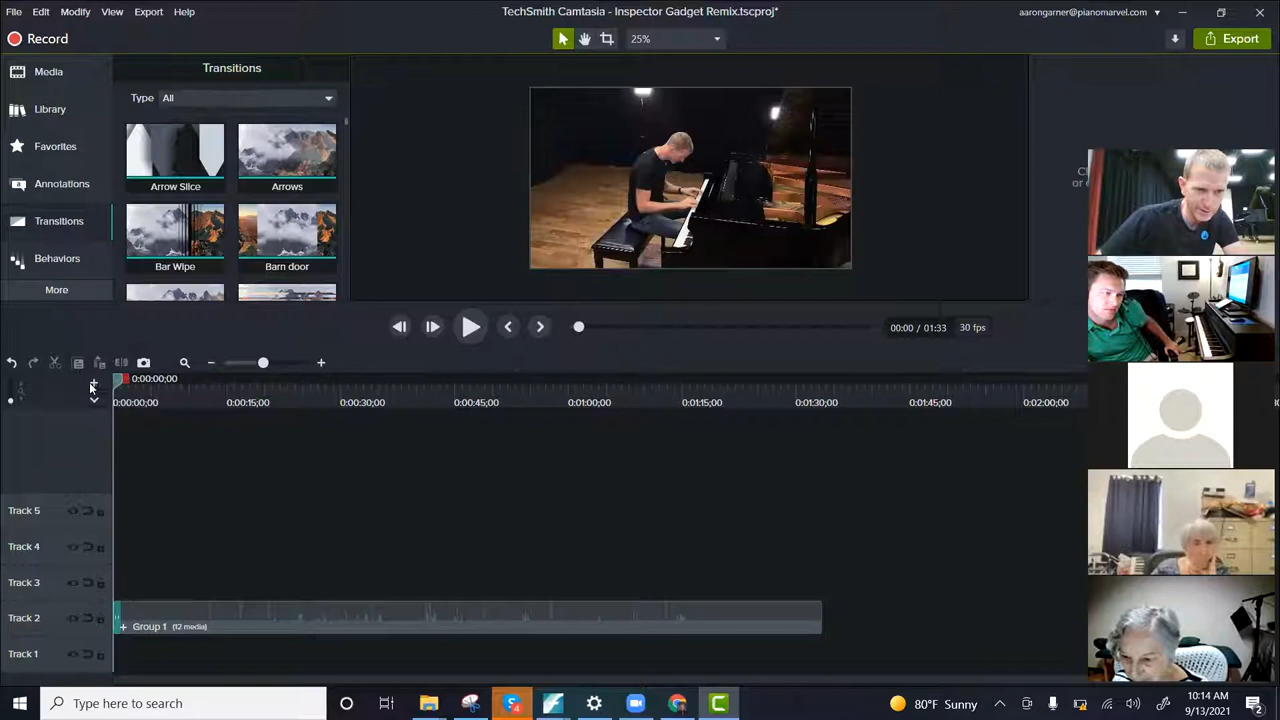 File Edit Modify View Export Help
TechSmith Camtasia - Inspector Gadget Remix.tscproj*
aarongarner@pianomarvel.com
Record
25%
Export
Media
Library
Favorites
Annotations
Transitions
Behaviors
More
Transitions
Type All
Arrow Slice
Arrows
Bar Wipe
Barn door
00:00 / 01:33 30 fps
0:00:00;00
0:00:00;00 0:00:15;00 0:00:30;00 0:00:45;00 0:01:00;00 0:01:15;00 0:01:30;00 0:01:45;00 0:02:00;00
Track 5
Track 4
Track 3
Track 2
+ Group 1 (12 media)
Track 1
Type here to search
80°F Sunny
10:14 AM
9/13/2021
2